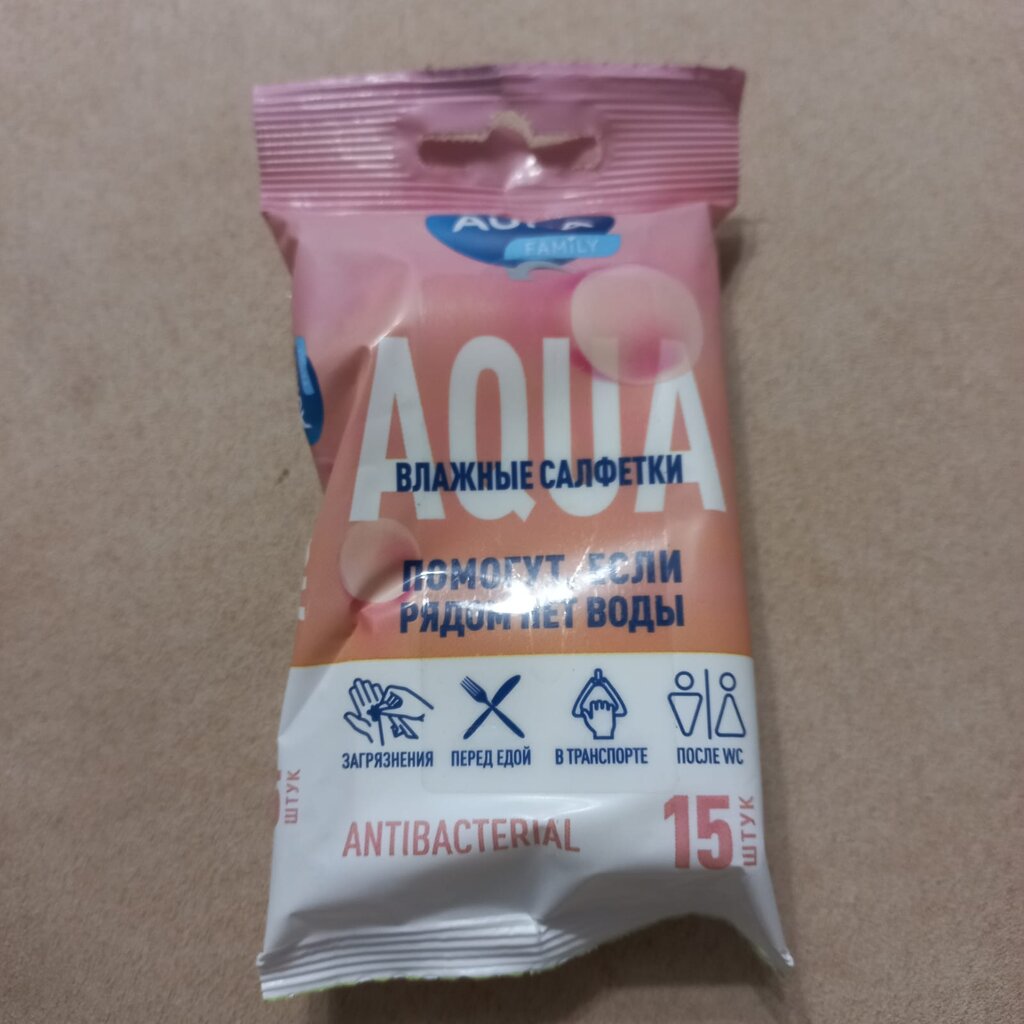 FAMILY
AQUA
ВЛАЖНЫЕ САЛФЕТКИ
ПОМОГУТ, ЕСЛИ
РЯДОМ НЕТ ВОДЫ
ЗАГРЯЗНЕНИЯ
ПЕРЕД ЕДОЙ
В ТРАНСПОРТЕ
ПОСЛЕ WC
ANTIBACTERIAL
15
ШТУК
ШТУК